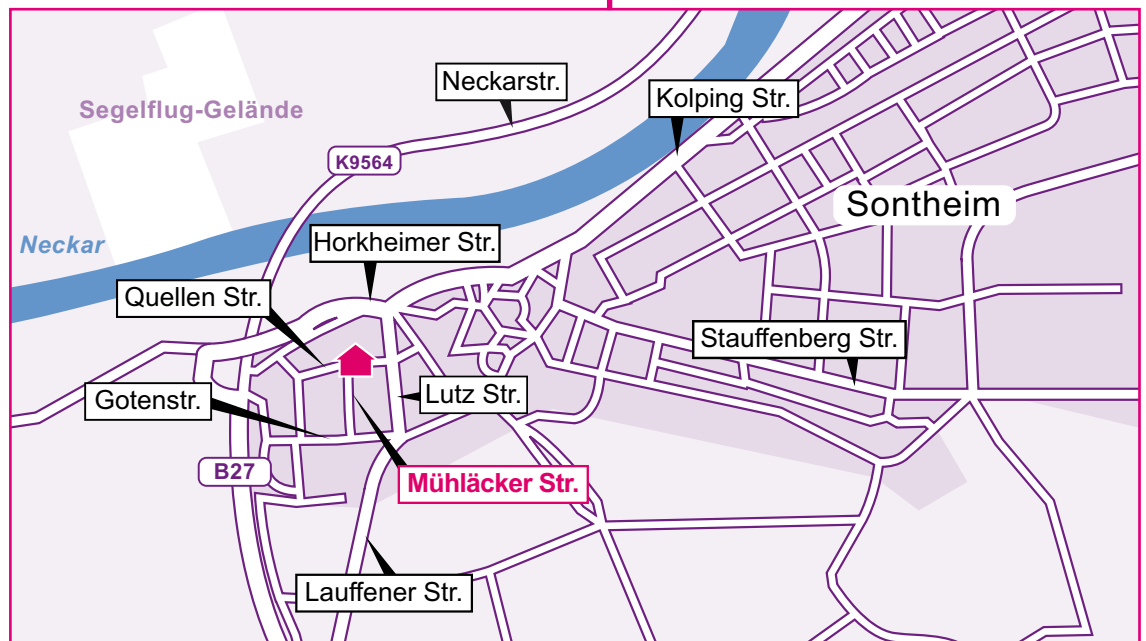 Neckarstr.
Kolping Str.
Segelflug-Gelände
K9564
Sontheim
Neckar
Horkheimer Str.
Quellen Str.
Stauffenberg Str.
Gotenstr.
Lutz Str.
B27
Mühläcker Str.
Lauffener Str.